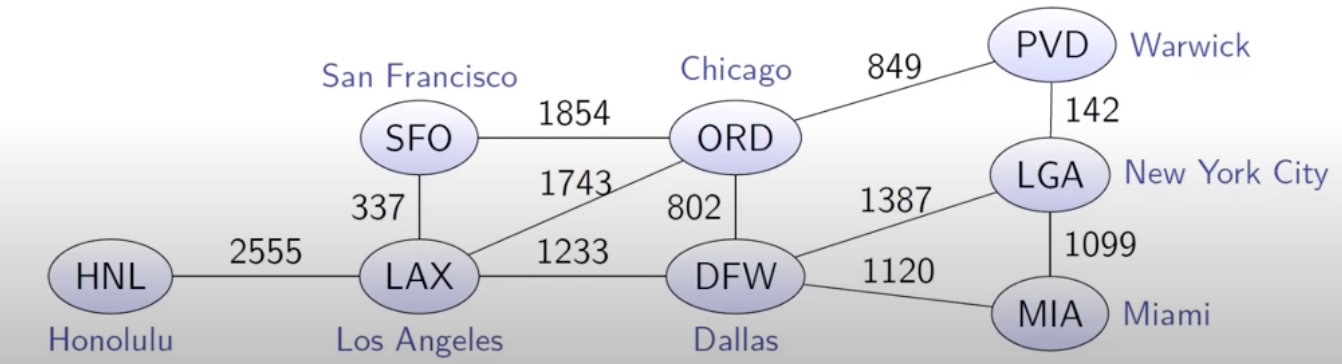 PVD
Warwick
849
Chicago
San Francisco
142
1854
SFO
ORD
LGA
New York City
1743
337
802
1387
1099
2555
1233
1120
HNL
LAX
DFW
MIA
Miami
Honolulu
Los Angeles
Dallas